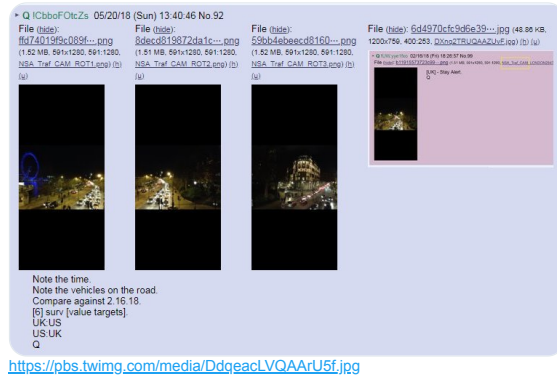 Q !CbboFOtcZs 05/20/18 (Sun) 13:40:46 No.92
File (hide):
ffd74019f9c089f⋯.png
(1.52 MB, 591x1280, 591:1280,
NSA_Traf_CAM_ROT1.png) (h)
(u)
File (hide):
8decd819872da1c⋯.png
(1.51 MB, 591x1280, 591:1280,
NSA_Traf_CAM_ROT2.png) (h)
(u)
File (hide):
59bb4ebeecd8160⋯.png
(1.52 MB, 591x1280, 591:1280,
NSA_Traf_CAM_ROT3.png) (h)
(u)
File (hide): 6d4970cfc9d6e39⋯.jpg (48.86 KB,
1200x759, 400:253, DXng2TRUQAAZUvF.jpg) (h) (u)
[UK] - Stay Alert.
Q
Note the time.
Note the vehicles on the road.
Compare against 2.16.18.
[6] surv [value targets].
UK:US
US:UK
Q
https://pbs.twimg.com/media/DdqeacLVQAArU5f.jpg